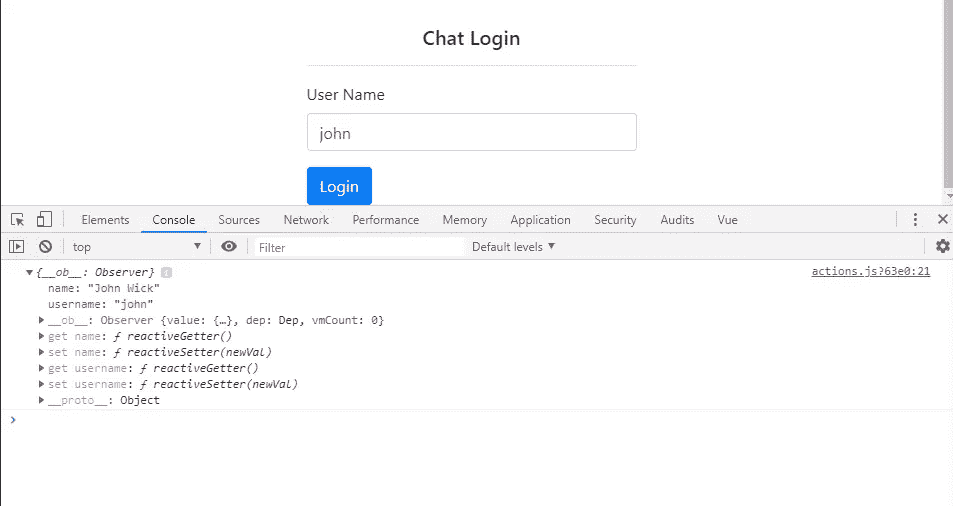 Chat Login
User Name
john
Login
Elements Console Sources Network Performance Memory Application Security Audits Vue
top Filter Default levels
{__ob__: Observer} i actions.js?63e0:21
name: "John Wick"
username: "john"
__ob__: Observer {value: {…}, dep: Dep, vmCount: 0}
get name: ƒ reactiveGetter()
set name: ƒ reactiveSetter(newVal)
get username: ƒ reactiveGetter()
set username: ƒ reactiveSetter(newVal)
__proto__: Object